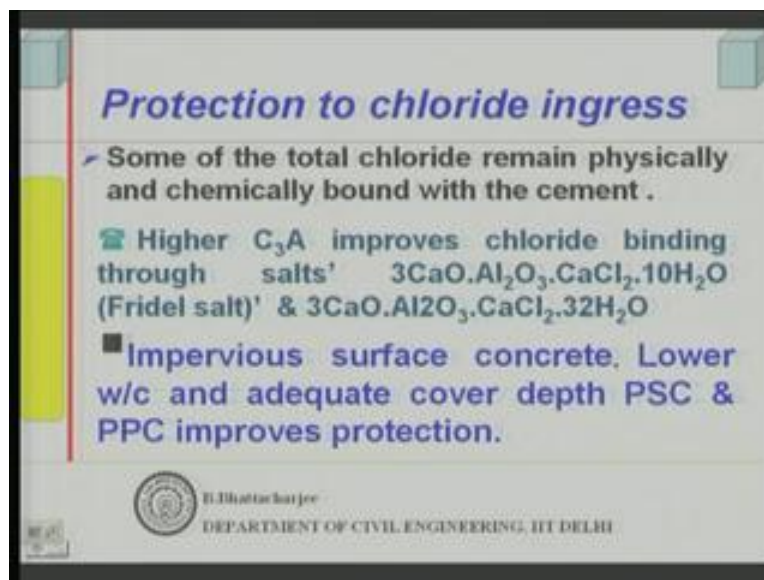 Protection to chloride ingress
Some of the total chloride remain physically
and chemically bound with the cement .
Higher C₃A improves chloride binding
through salts' 3CaO.Al₂O₃.CaCl₂.10H₂O
(Fridel salt)' & 3CaO.Al2O₃.CaCl₂.32H₂O
Impervious surface concrete. Lower
w/c and adequate cover depth PSC &
PPC improves protection.
B.Bhattacharjee
DEPARTMENT OF CIVIL ENGINEERING, IIT DELHI